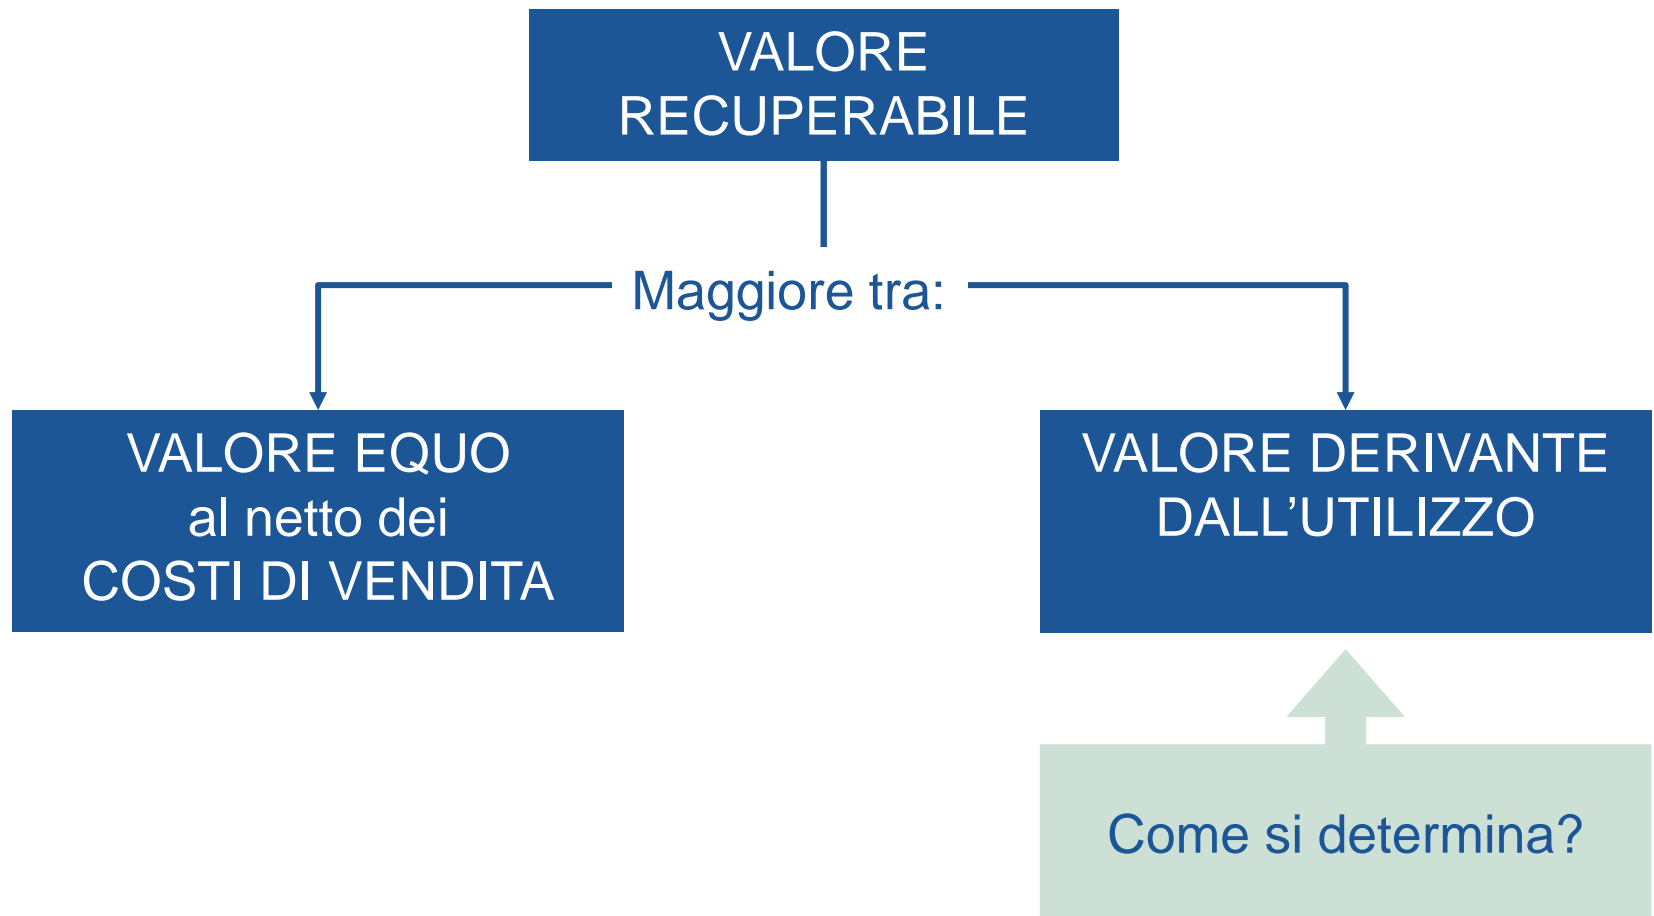 VALORE
RECUPERABILE
Maggiore tra:
VALORE EQUO
al netto dei
COSTI DI VENDITA
VALORE DERIVANTE
DALL’UTILIZZO
Come si determina?